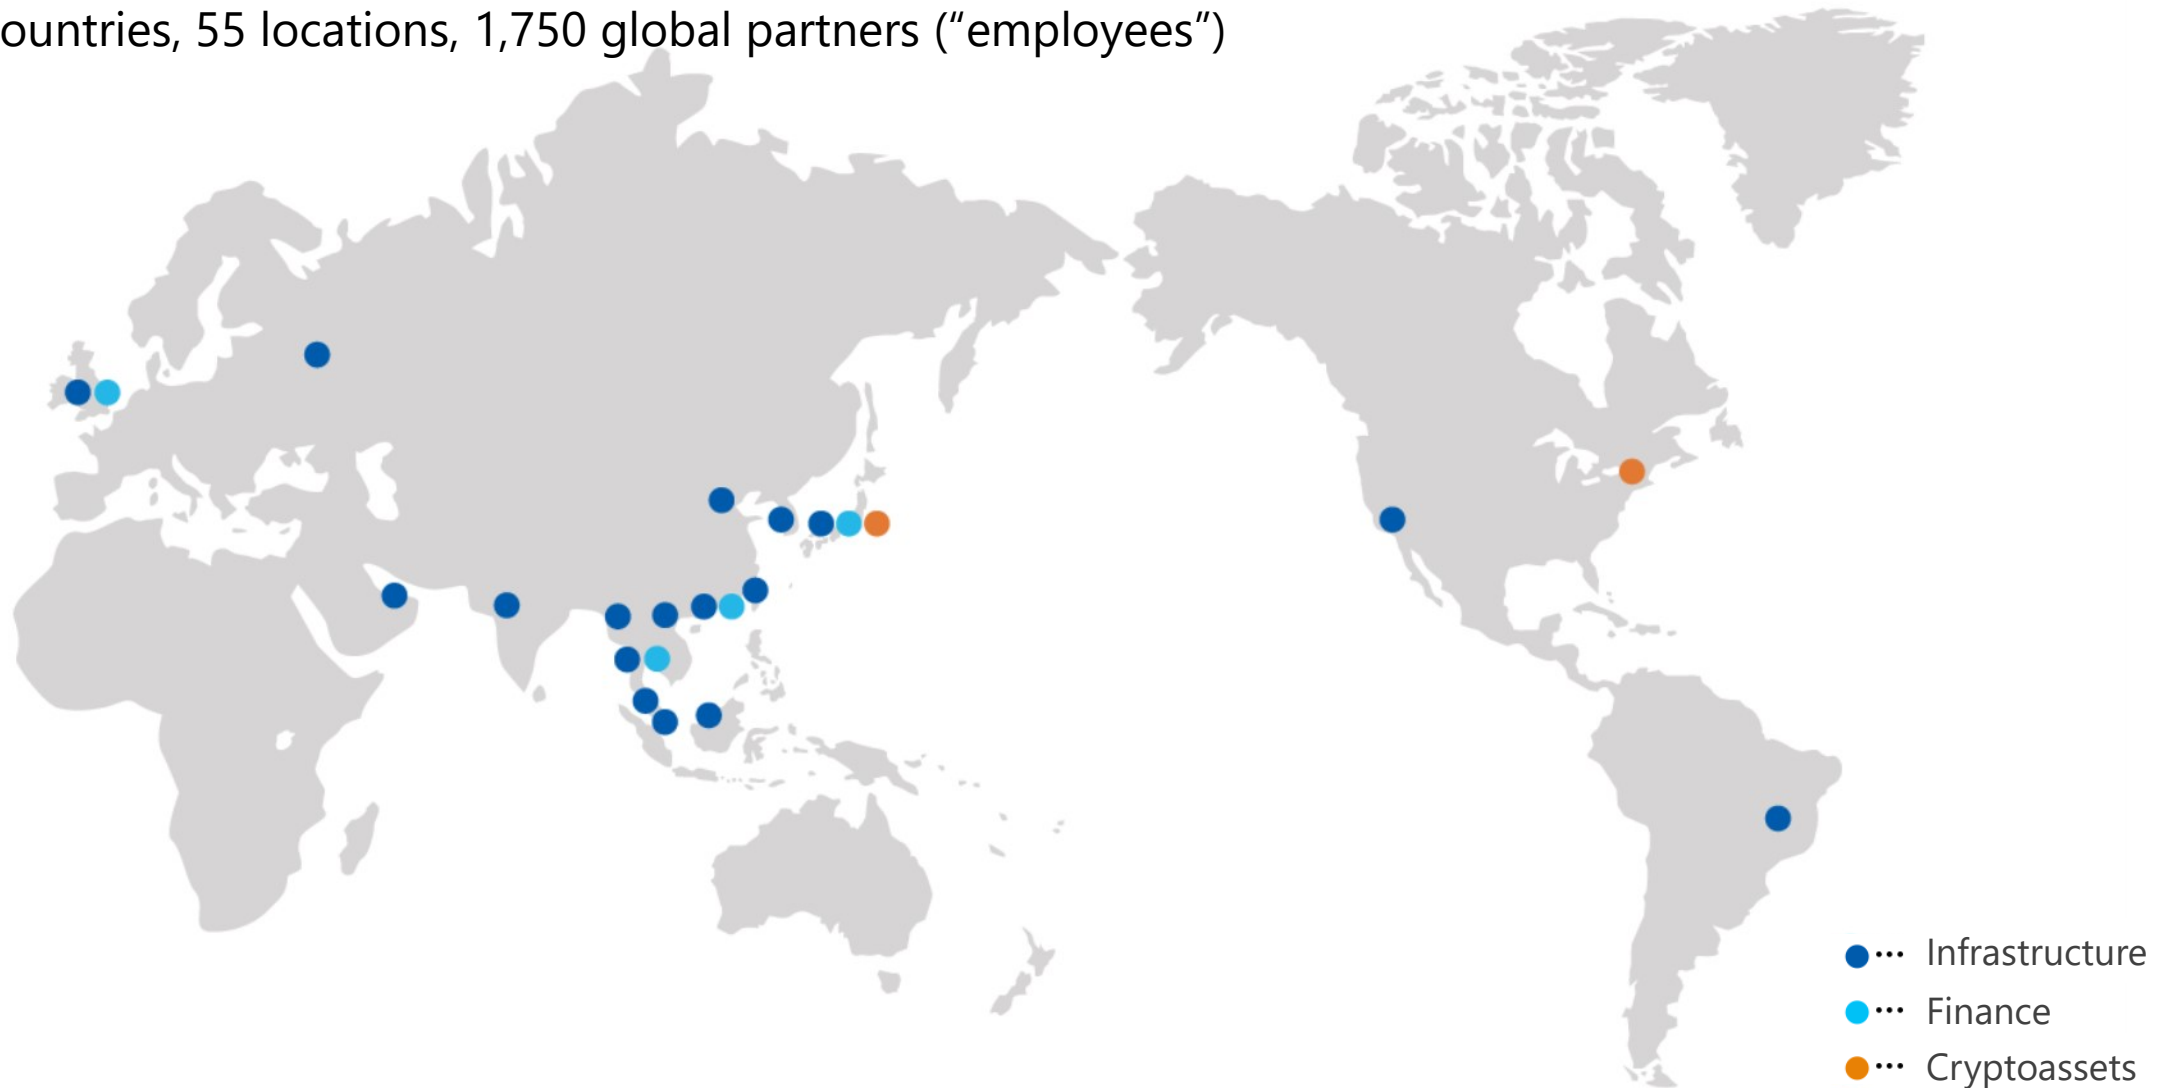 ountries, 55 locations, 1,750 global partners (“employees”)
••• Infrastructure
••• Finance
••• Cryptoassets